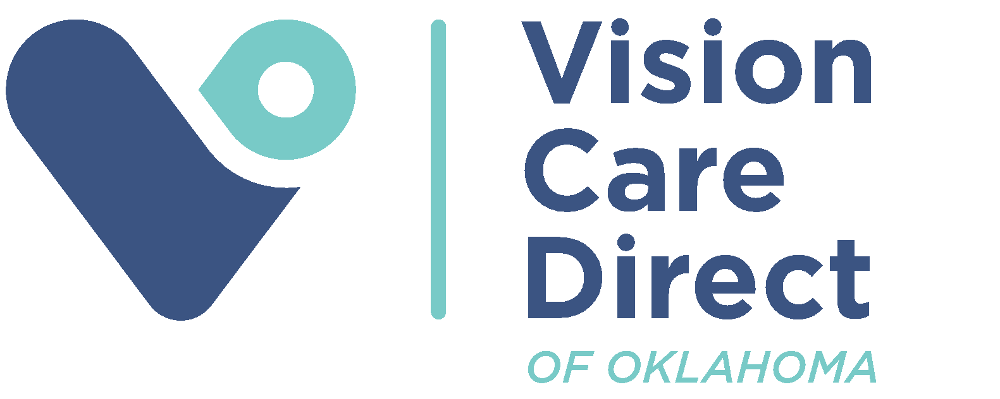 Vision
Care
Direct
OF OKLAHOMA